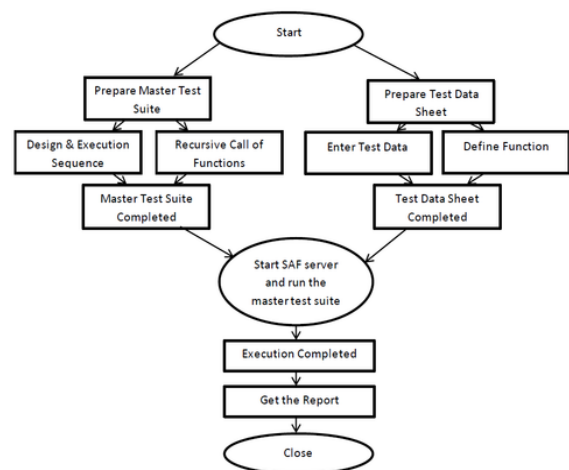 Start
Prepare Master Test
Suite
Prepare Test Data
Sheet
Design & Execution
Sequence
Recursive Call of
Functions
Enter Test Data
Define Function
Master Test Suite
Completed
Test Data Sheet
Completed
Start SAF server
and run the
master test suite
Execution Completed
Get the Report
Close